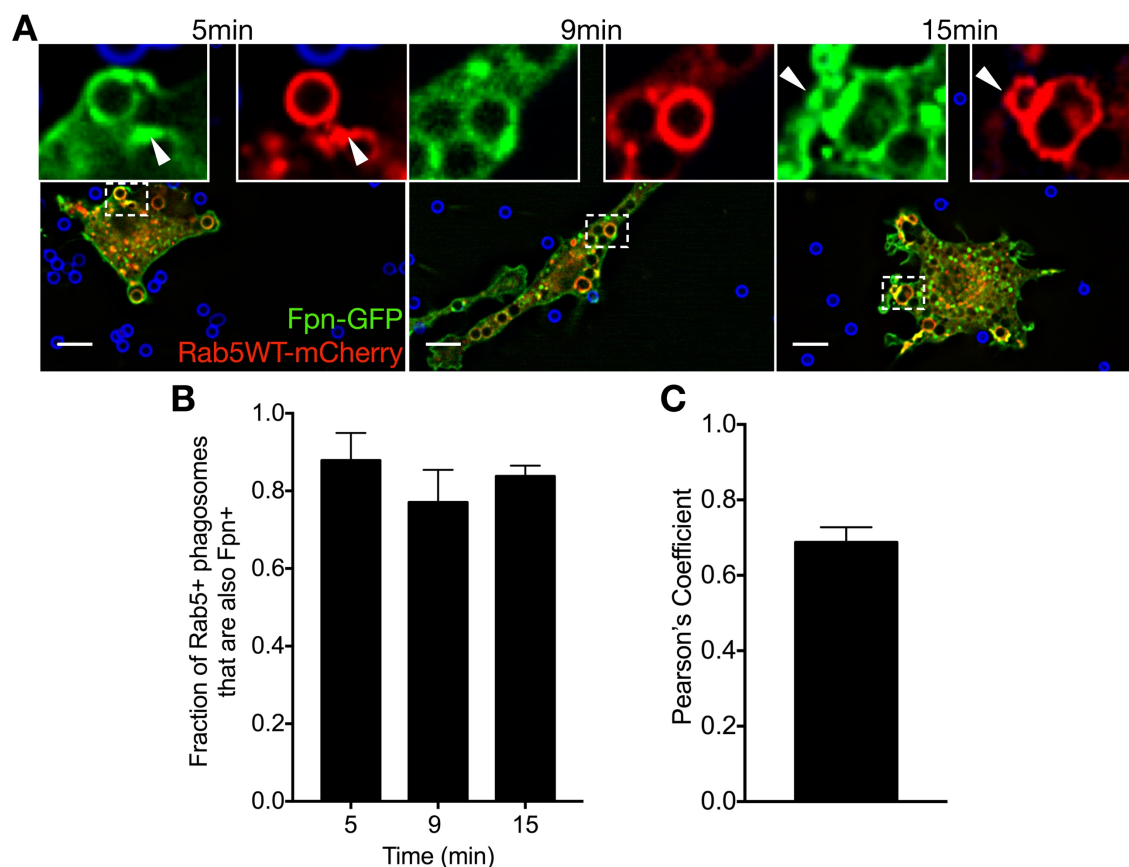 A
5min
9min
15min
Fpn-GFP
Rab5WT-mCherry
B
Fraction of Rab5+ phagosomes
that are also Fpn+
1.0
0.8
0.6
0.4
0.2
0.0
5
9
15
Time (min)
C
Pearson's Coefficient
1.0
0.8
0.6
0.4
0.2
0.0